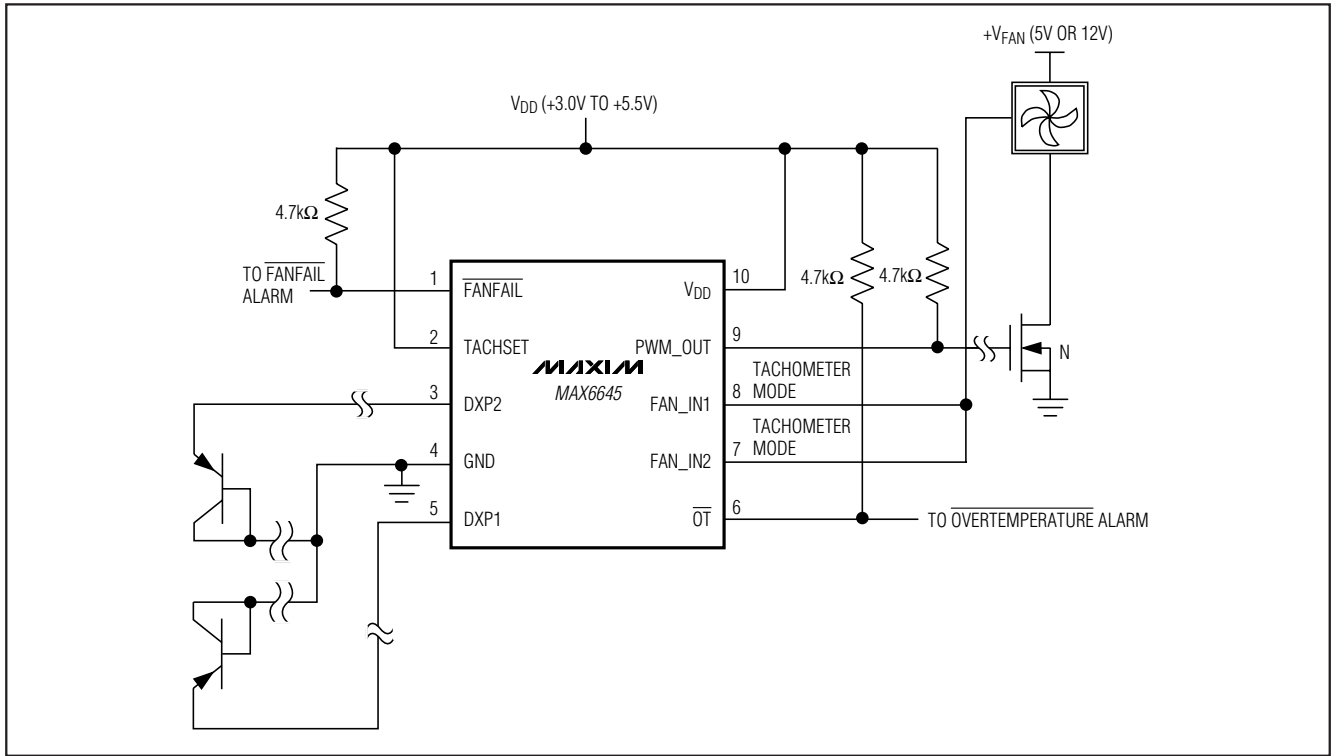 +VFAN (5V OR 12V)
VDD (+3.0V TO +5.5V)
4.7kΩ
4.7kΩ
4.7kΩ
TO FANFAIL
ALARM
1
FANFAIL
VDD
10
2
TACHSET
PWM_OUT
9
N
MAXIM
MAX6645
TACHOMETER
MODE
3
DXP2
FAN_IN1
8
TACHOMETER
MODE
4
GND
FAN_IN2
7
5
DXP1
OT
6
TO OVERTEMPERATURE ALARM